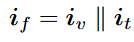 𝒊_f = 𝒊_v ∥ 𝒊_t